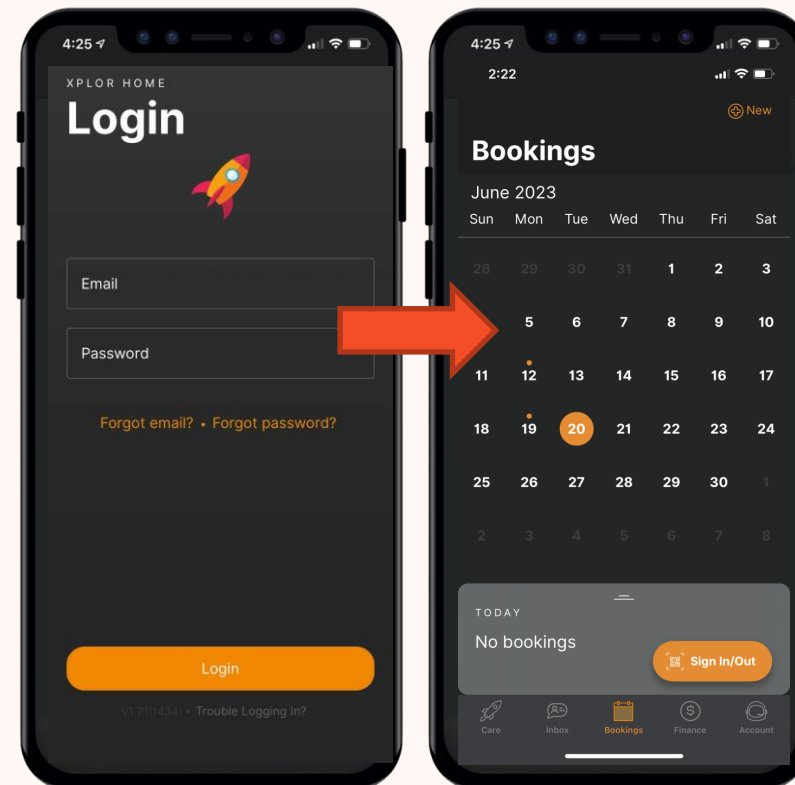 4:25
XPLOR HOME
Login
Email
Password
Forgot email? • Forgot password?
Login
• Trouble Logging In?
4:25
2:22
New
Bookings
June 2023
Sun Mon Tue Wed Thu Fri Sat
28 29 30 31 1 2 3
5 6 7 8 9 10
11 12 13 14 15 16 17
18 19 20 21 22 23 24
25 26 27 28 29 30 1
2 3 4 5 6 7 8
TODAY
No bookings
Sign In/Out
Care Inbox Bookings Finance Account